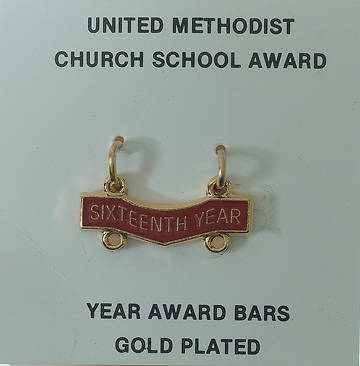 UNITED METHODIST
CHURCH SCHOOL AWARD
SIXTEENTH YEAR
YEAR AWARD BARS
GOLD PLATED